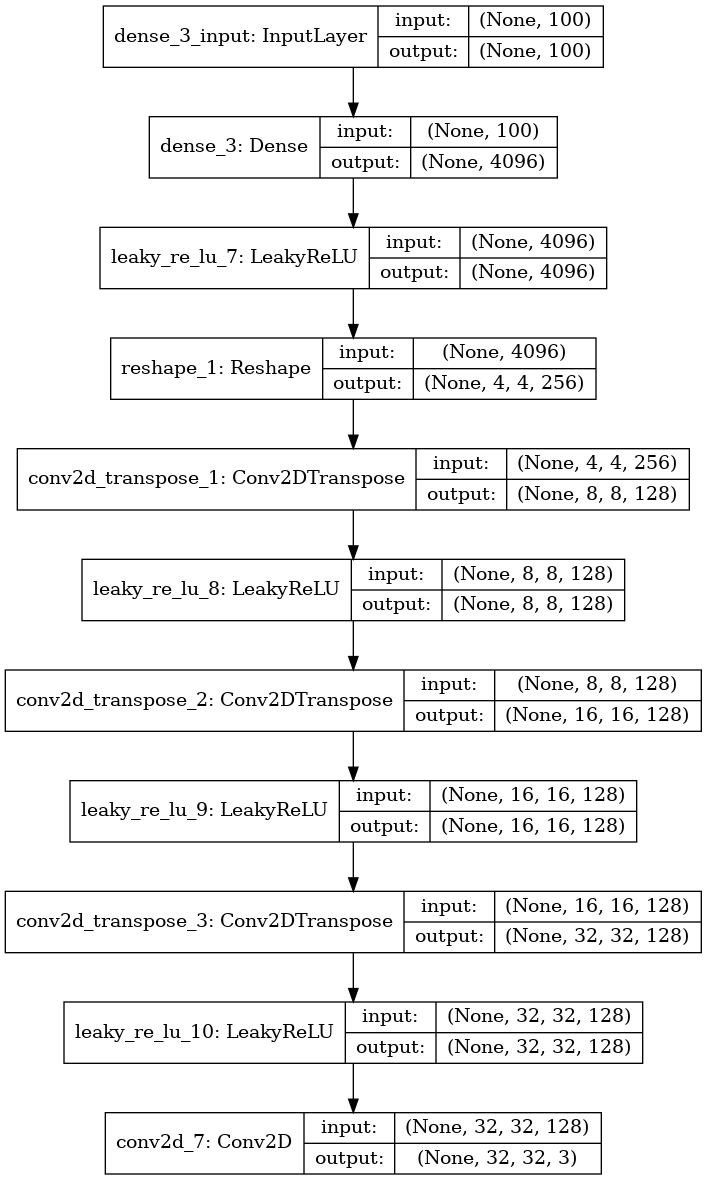 dense_3_input: InputLayer
input:
(None, 100)
output:
(None, 100)
dense_3: Dense
input:
(None, 100)
output:
(None, 4096)
leaky_re_lu_7: LeakyReLU
input:
(None, 4096)
output:
(None, 4096)
reshape_1: Reshape
input:
(None, 4096)
output:
(None, 4, 4, 256)
conv2d_transpose_1: Conv2DTranspose
input:
(None, 4, 4, 256)
output:
(None, 8, 8, 128)
leaky_re_lu_8: LeakyReLU
input:
(None, 8, 8, 128)
output:
(None, 8, 8, 128)
conv2d_transpose_2: Conv2DTranspose
input:
(None, 8, 8, 128)
output:
(None, 16, 16, 128)
leaky_re_lu_9: LeakyReLU
input:
(None, 16, 16, 128)
output:
(None, 16, 16, 128)
conv2d_transpose_3: Conv2DTranspose
input:
(None, 16, 16, 128)
output:
(None, 32, 32, 128)
leaky_re_lu_10: LeakyReLU
input:
(None, 32, 32, 128)
output:
(None, 32, 32, 128)
conv2d_7: Conv2D
input:
(None, 32, 32, 128)
output:
(None, 32, 32, 3)